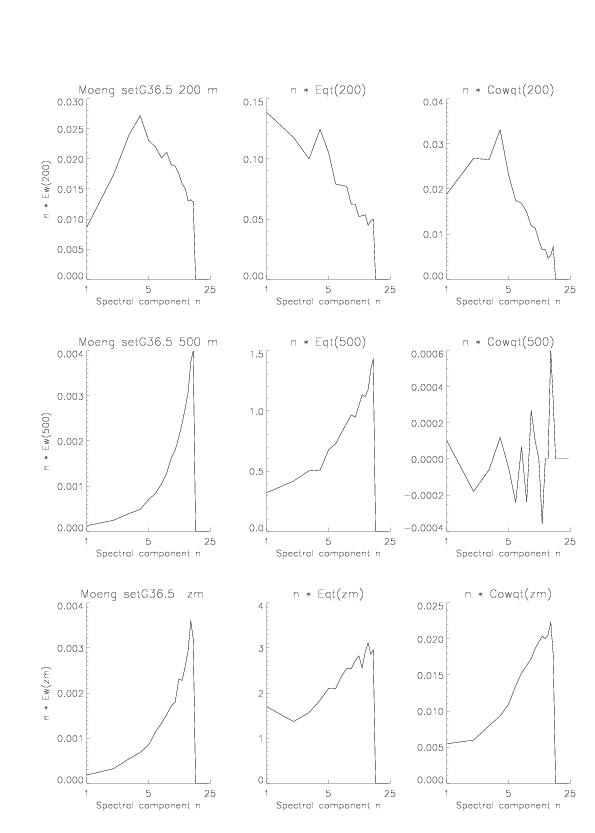 Moeng setG36.5 200 m
n * Eqt(200)
n * Cowqt(200)
n * Ew(200)
0.030
0.025
0.020
0.015
0.010
0.005
0.000
0.15
0.10
0.05
0.00
0.04
0.03
0.02
0.01
0.00
1 5 25
1 5 25
1 5 25
Spectral component n
Spectral component n
Spectral component n
Moeng setG36.5 500 m
n * Eqt(500)
n * Cowqt(500)
n * Ew(500)
0.004
0.003
0.002
0.001
0.000
1.5
1.0
0.5
0.0
0.0006
0.0004
0.0002
0.0000
−0.0002
−0.0004
1 5 25
1 5 25
1 5 25
Spectral component n
Spectral component n
Spectral component n
Moeng setG36.5 zm
n * Eqt(zm)
n * Cowqt(zm)
n * Ew(zm)
0.004
0.003
0.002
0.001
0.000
4
3
2
1
0
0.025
0.020
0.015
0.010
0.005
0.000
1 5 25
1 5 25
1 5 25
Spectral component n
Spectral component n
Spectral component n